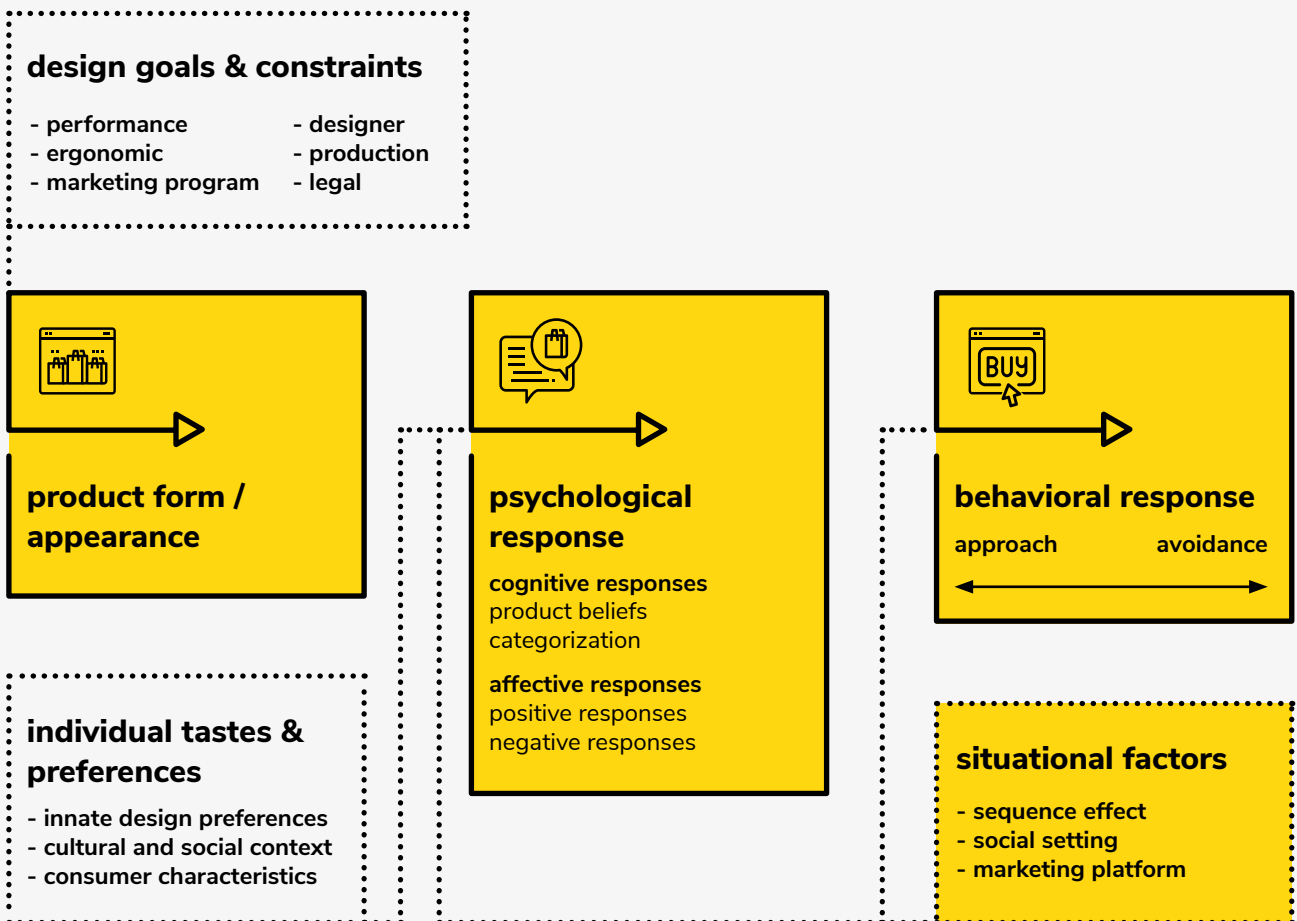 design goals & constraints
- performance
- ergonomic
- marketing program
- designer
- production
- legal
product form /
appearance
psychological
response
cognitive responses
product beliefs
categorization
affective responses
positive responses
negative responses
BUY
behavioral response
approach avoidance
individual tastes &
preferences
- innate design preferences
- cultural and social context
- consumer characteristics
situational factors
- sequence effect
- social setting
- marketing platform